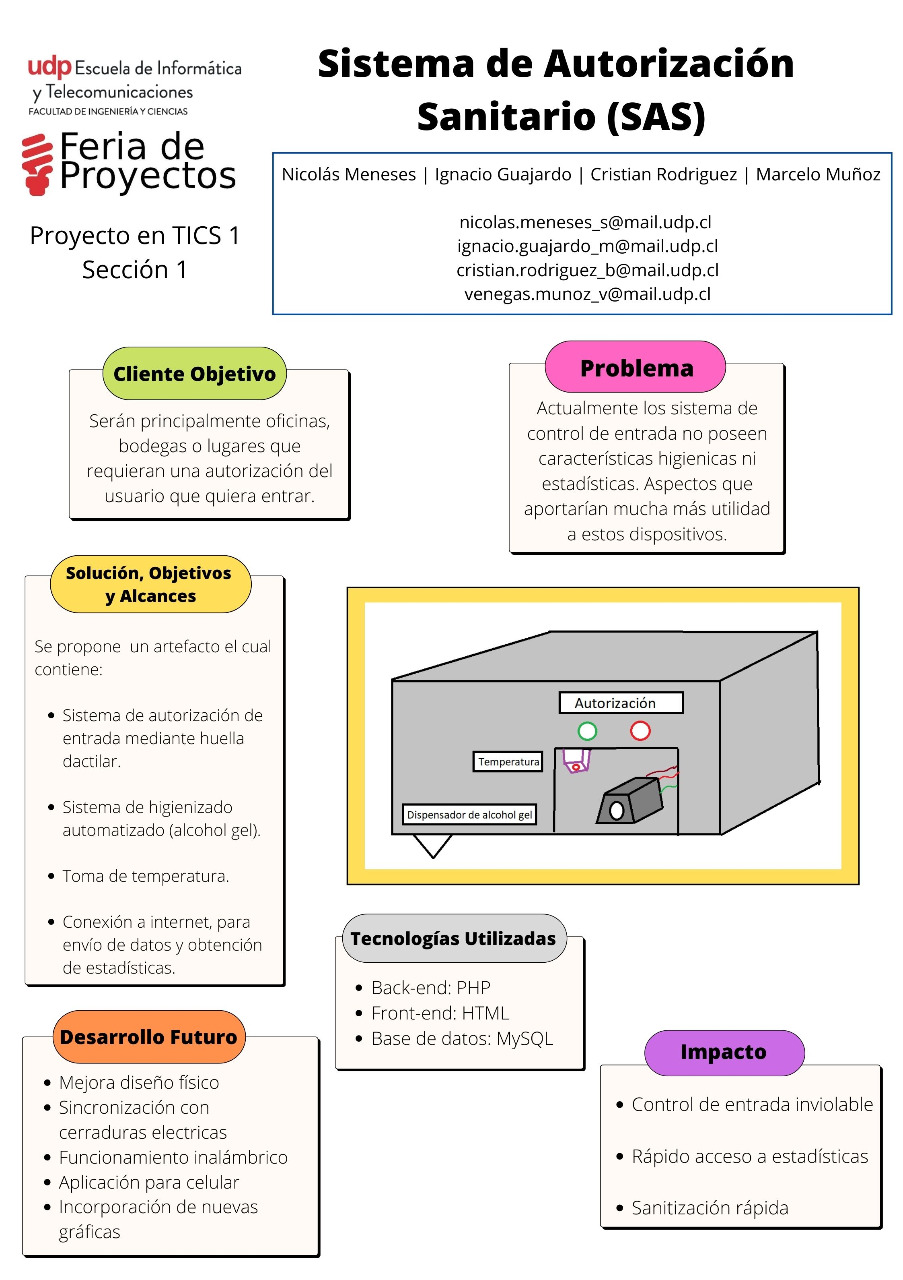 udp Escuela de Informática
y Telecomunicaciones
FACULTAD DE INGENIERÍA Y CIENCIAS
Feria de
Proyectos
Proyecto en TICS 1
Sección 1
Sistema de Autorización
Sanitario (SAS)
Nicolás Meneses | Ignacio Guajardo | Cristian Rodriguez | Marcelo Muñoz
nicolas.meneses_s@mail.udp.cl
ignacio.guajardo_m@mail.udp.cl
cristian.rodriguez_b@mail.udp.cl
venegas.munoz_v@mail.udp.cl
Cliente Objetivo
Serán principalmente oficinas,
bodegas o lugares que
requieran una autorización del
usuario que quiera entrar.
Problema
Actualmente los sistema de
control de entrada no poseen
características higienicas ni
estadísticas. Aspectos que
aportarían mucha más utilidad
a estos dispositivos.
Solución, Objetivos
y Alcances
Se propone un artefacto el cual
contiene:
• Sistema de autorización de
entrada mediante huella
dactilar.
• Sistema de higienizado
automatizado (alcohol gel).
• Toma de temperatura.
• Conexión a internet, para
envío de datos y obtención
de estadísticas.
Autorización
Temperatura
Dispensador de alcohol gel
Tecnologías Utilizadas
• Back-end: PHP
• Front-end: HTML
• Base de datos: MySQL
Desarrollo Futuro
• Mejora diseño físico
• Sincronización con
cerraduras electricas
• Funcionamiento inalámbrico
• Aplicación para celular
• Incorporación de nuevas
gráficas
Impacto
• Control de entrada inviolable
• Rápido acceso a estadísticas
• Sanitización rápida